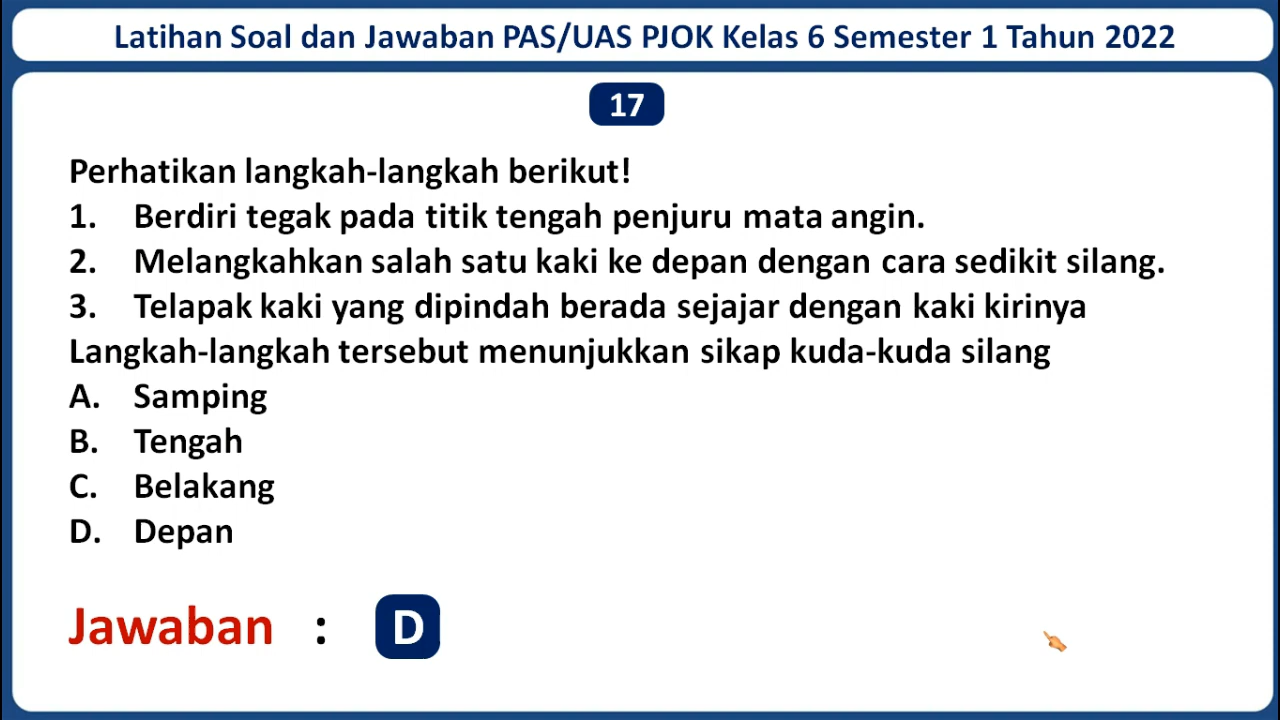 Latihan Soal dan Jawaban PAS/UAS PJOK Kelas 6 Semester 1 Tahun 2022
17
Perhatikan langkah-langkah berikut!
1. Berdiri tegak pada titik tengah penjuru mata angin.
2. Melangkahkan salah satu kaki ke depan dengan cara sedikit silang.
3. Telapak kaki yang dipindah berada sejajar dengan kaki kirinya
Langkah-langkah tersebut menunjukkan sikap kuda-kuda silang
A. Samping
B. Tengah
C. Belakang
D. Depan
Jawaban : D